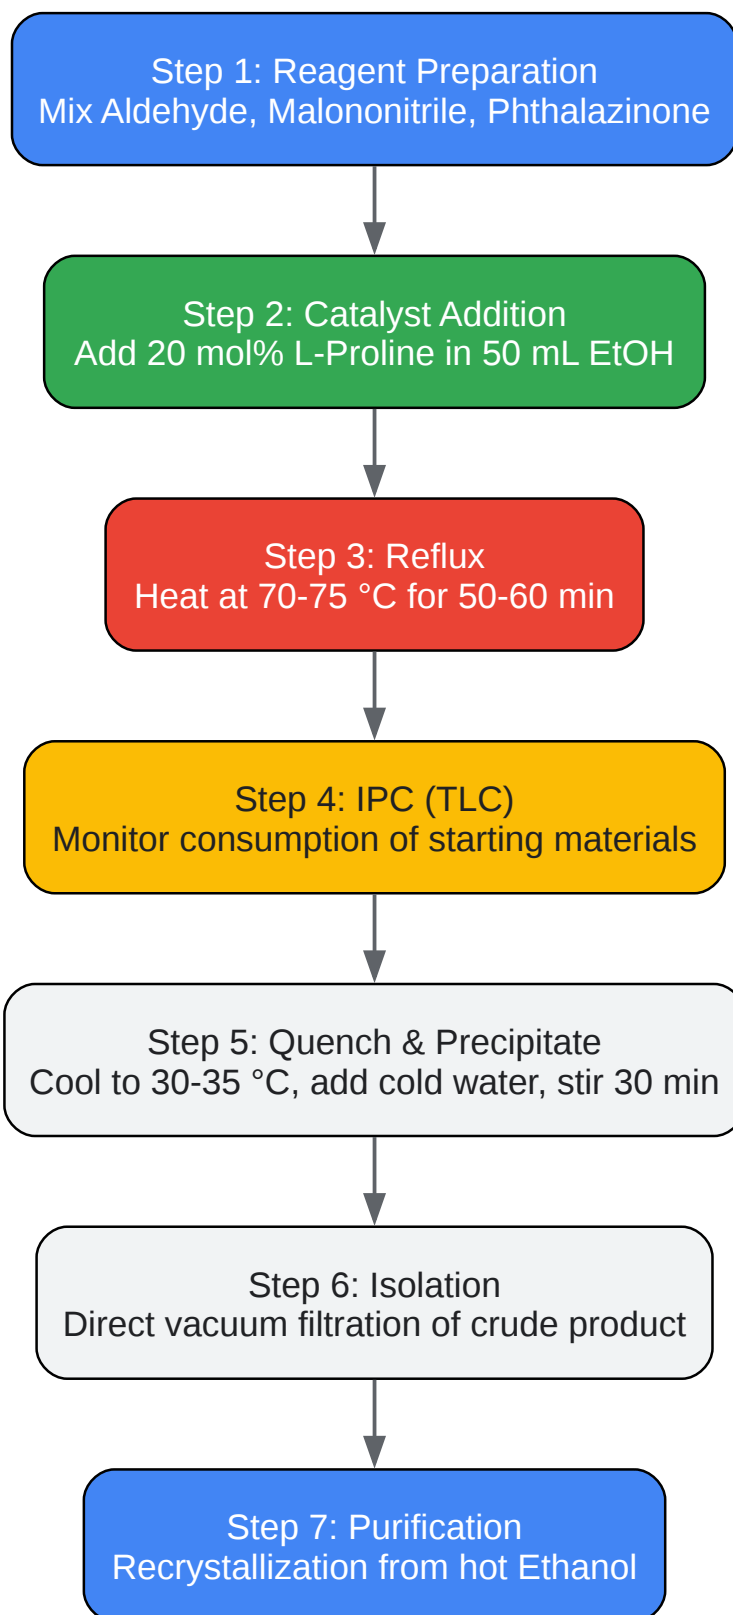 Step 1: Reagent Preparation
Mix Aldehyde, Malononitrile, Phthalazinone
Step 2: Catalyst Addition
Add 20 mol% L-Proline in 50 mL EtOH
Step 3: Reflux
Heat at 70-75 °C for 50-60 min
Step 4: IPC (TLC)
Monitor consumption of starting materials
Step 5: Quench & Precipitate
Cool to 30-35 °C, add cold water, stir 30 min
Step 6: Isolation
Direct vacuum filtration of crude product
Step 7: Purification
Recrystallization from hot Ethanol